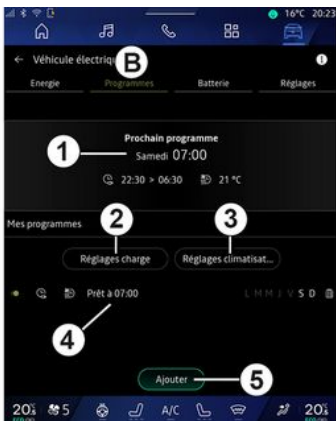 16°C 20:23
← Véhicule électriqu B
Energie Programmes Batterie Réglages
Prochain programme
1
Samedi 07:00
22:30 > 06:30 21 °C
2 3
Mes programmes
Réglages charge Réglages climatisat...
Prêt à 07:00 L M M J V S D
4
Ajouter 5
20 5 A/C 20